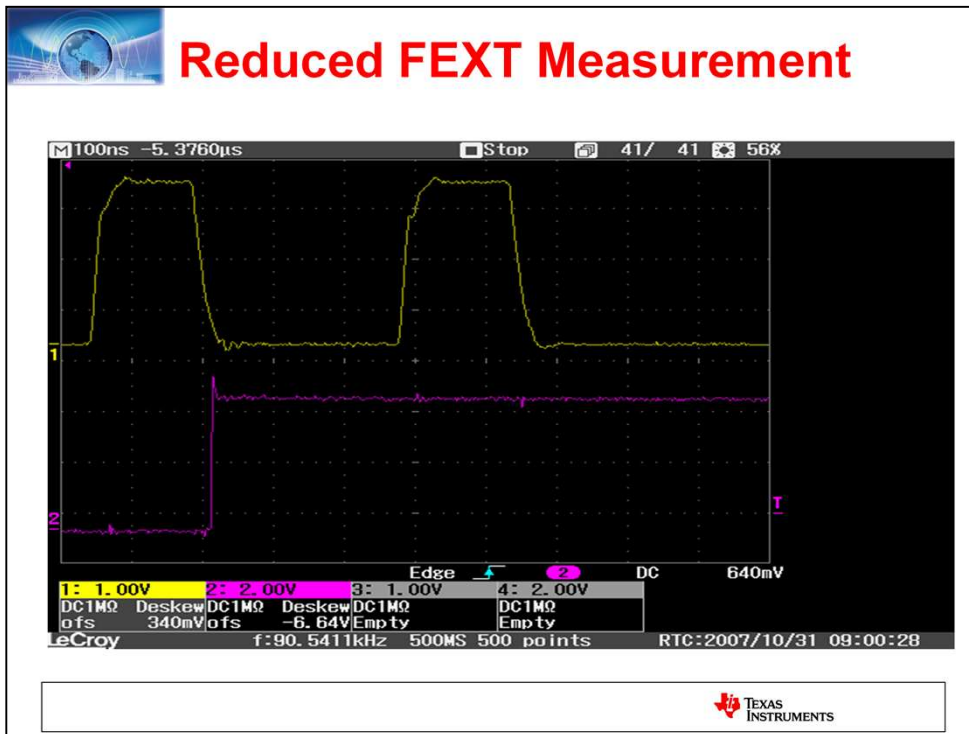 Reduced FEXT Measurement
M 100ns -5.3760μs Stop 41/ 41 56%
1
2
T
Edge 2 DC 640mV
1: 1.00V 2: 2.00V 3: 1.00V 4: 2.00V
DC1MΩ Deskew DC1MΩ Deskew DC1MΩ DC1MΩ
ofs 340mV ofs -6.64V Empty Empty
LeCroy f:90.5411kHz 500MS 500 points RTC:2007/10/31 09:00:28
TEXAS
INSTRUMENTS